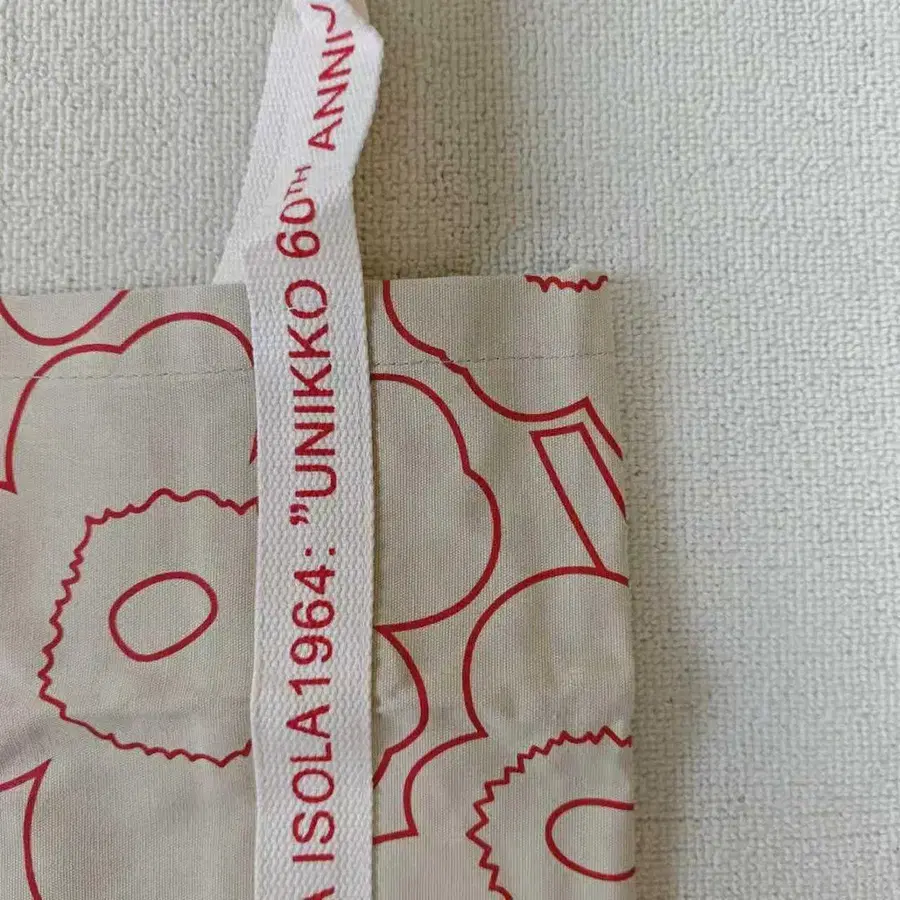 A ISOLA 1964: ”UNIKKO 60TH ANNI